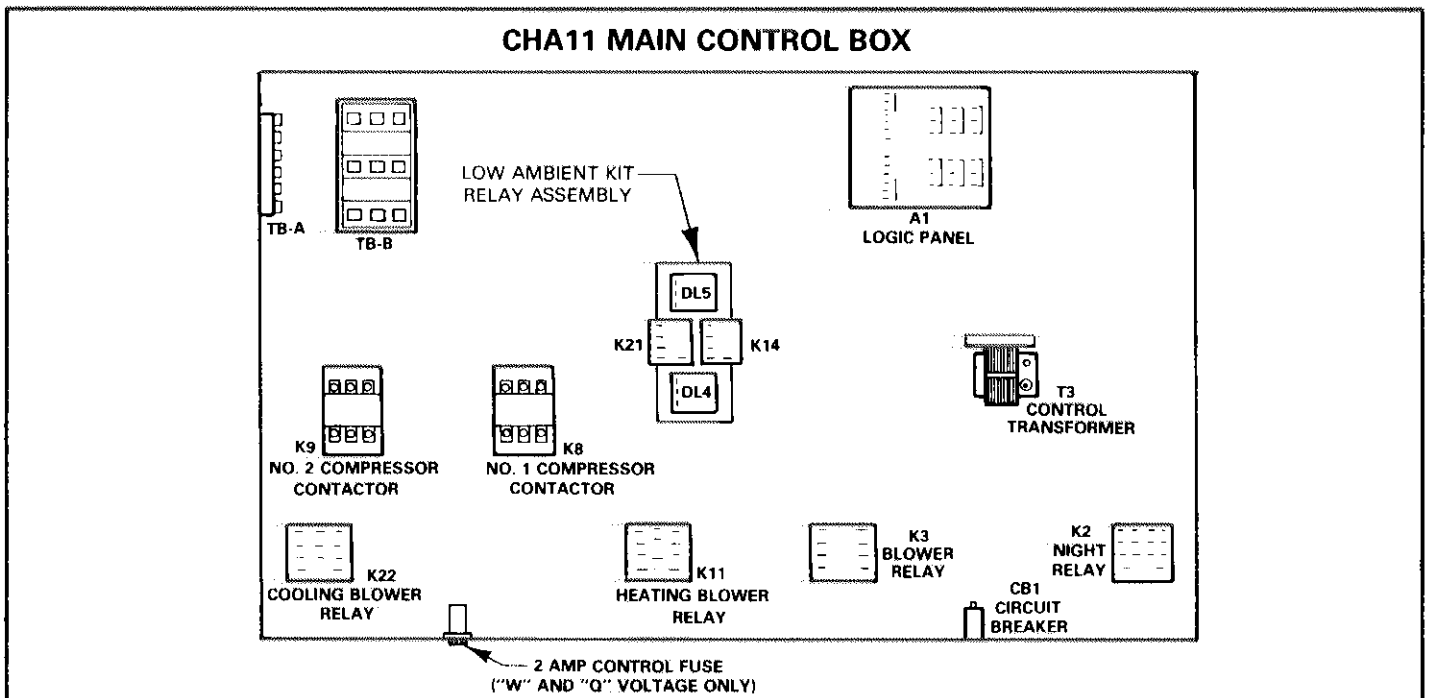 CHA11 MAIN CONTROL BOX
TB-A
TB-B
LOW AMBIENT KIT
RELAY ASSEMBLY
A1
LOGIC PANEL
DL5
K21
K14
DL4
T3
CONTROL
TRANSFORMER
K9
NO. 2 COMPRESSOR
CONTACTOR
K8
NO. 1 COMPRESSOR
CONTACTOR
K22
COOLING BLOWER
RELAY
K11
HEATING BLOWER
RELAY
K3
BLOWER
RELAY
K2
NIGHT
RELAY
CB1
CIRCUIT
BREAKER
2 AMP CONTROL FUSE
("W" AND "Q" VOLTAGE ONLY)